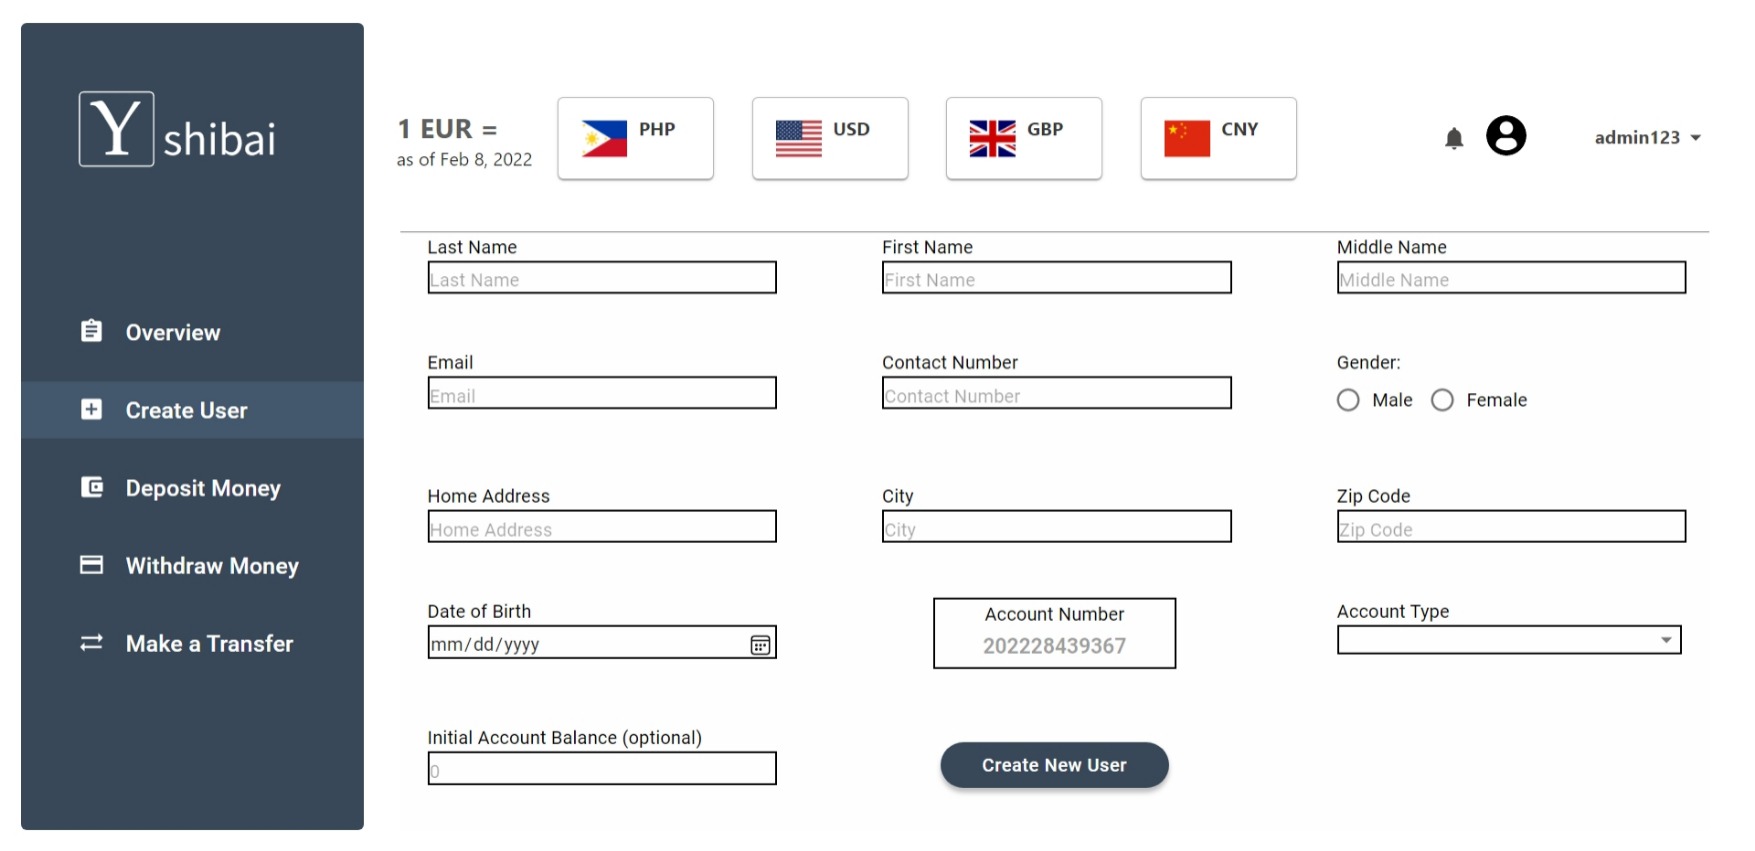 Y shibai
Overview
Create User
Deposit Money
Withdraw Money
Make a Transfer
1 EUR =
as of Feb 8, 2022
PHP
USD
GBP
CNY
admin123
Last Name
Last Name
First Name
First Name
Middle Name
Middle Name
Email
Email
Contact Number
Contact Number
Gender:
Male
Female
Home Address
Home Address
City
City
Zip Code
Zip Code
Date of Birth
mm/dd/yyyy
Account Number
202228439367
Account Type
Initial Account Balance (optional)
0
Create New User